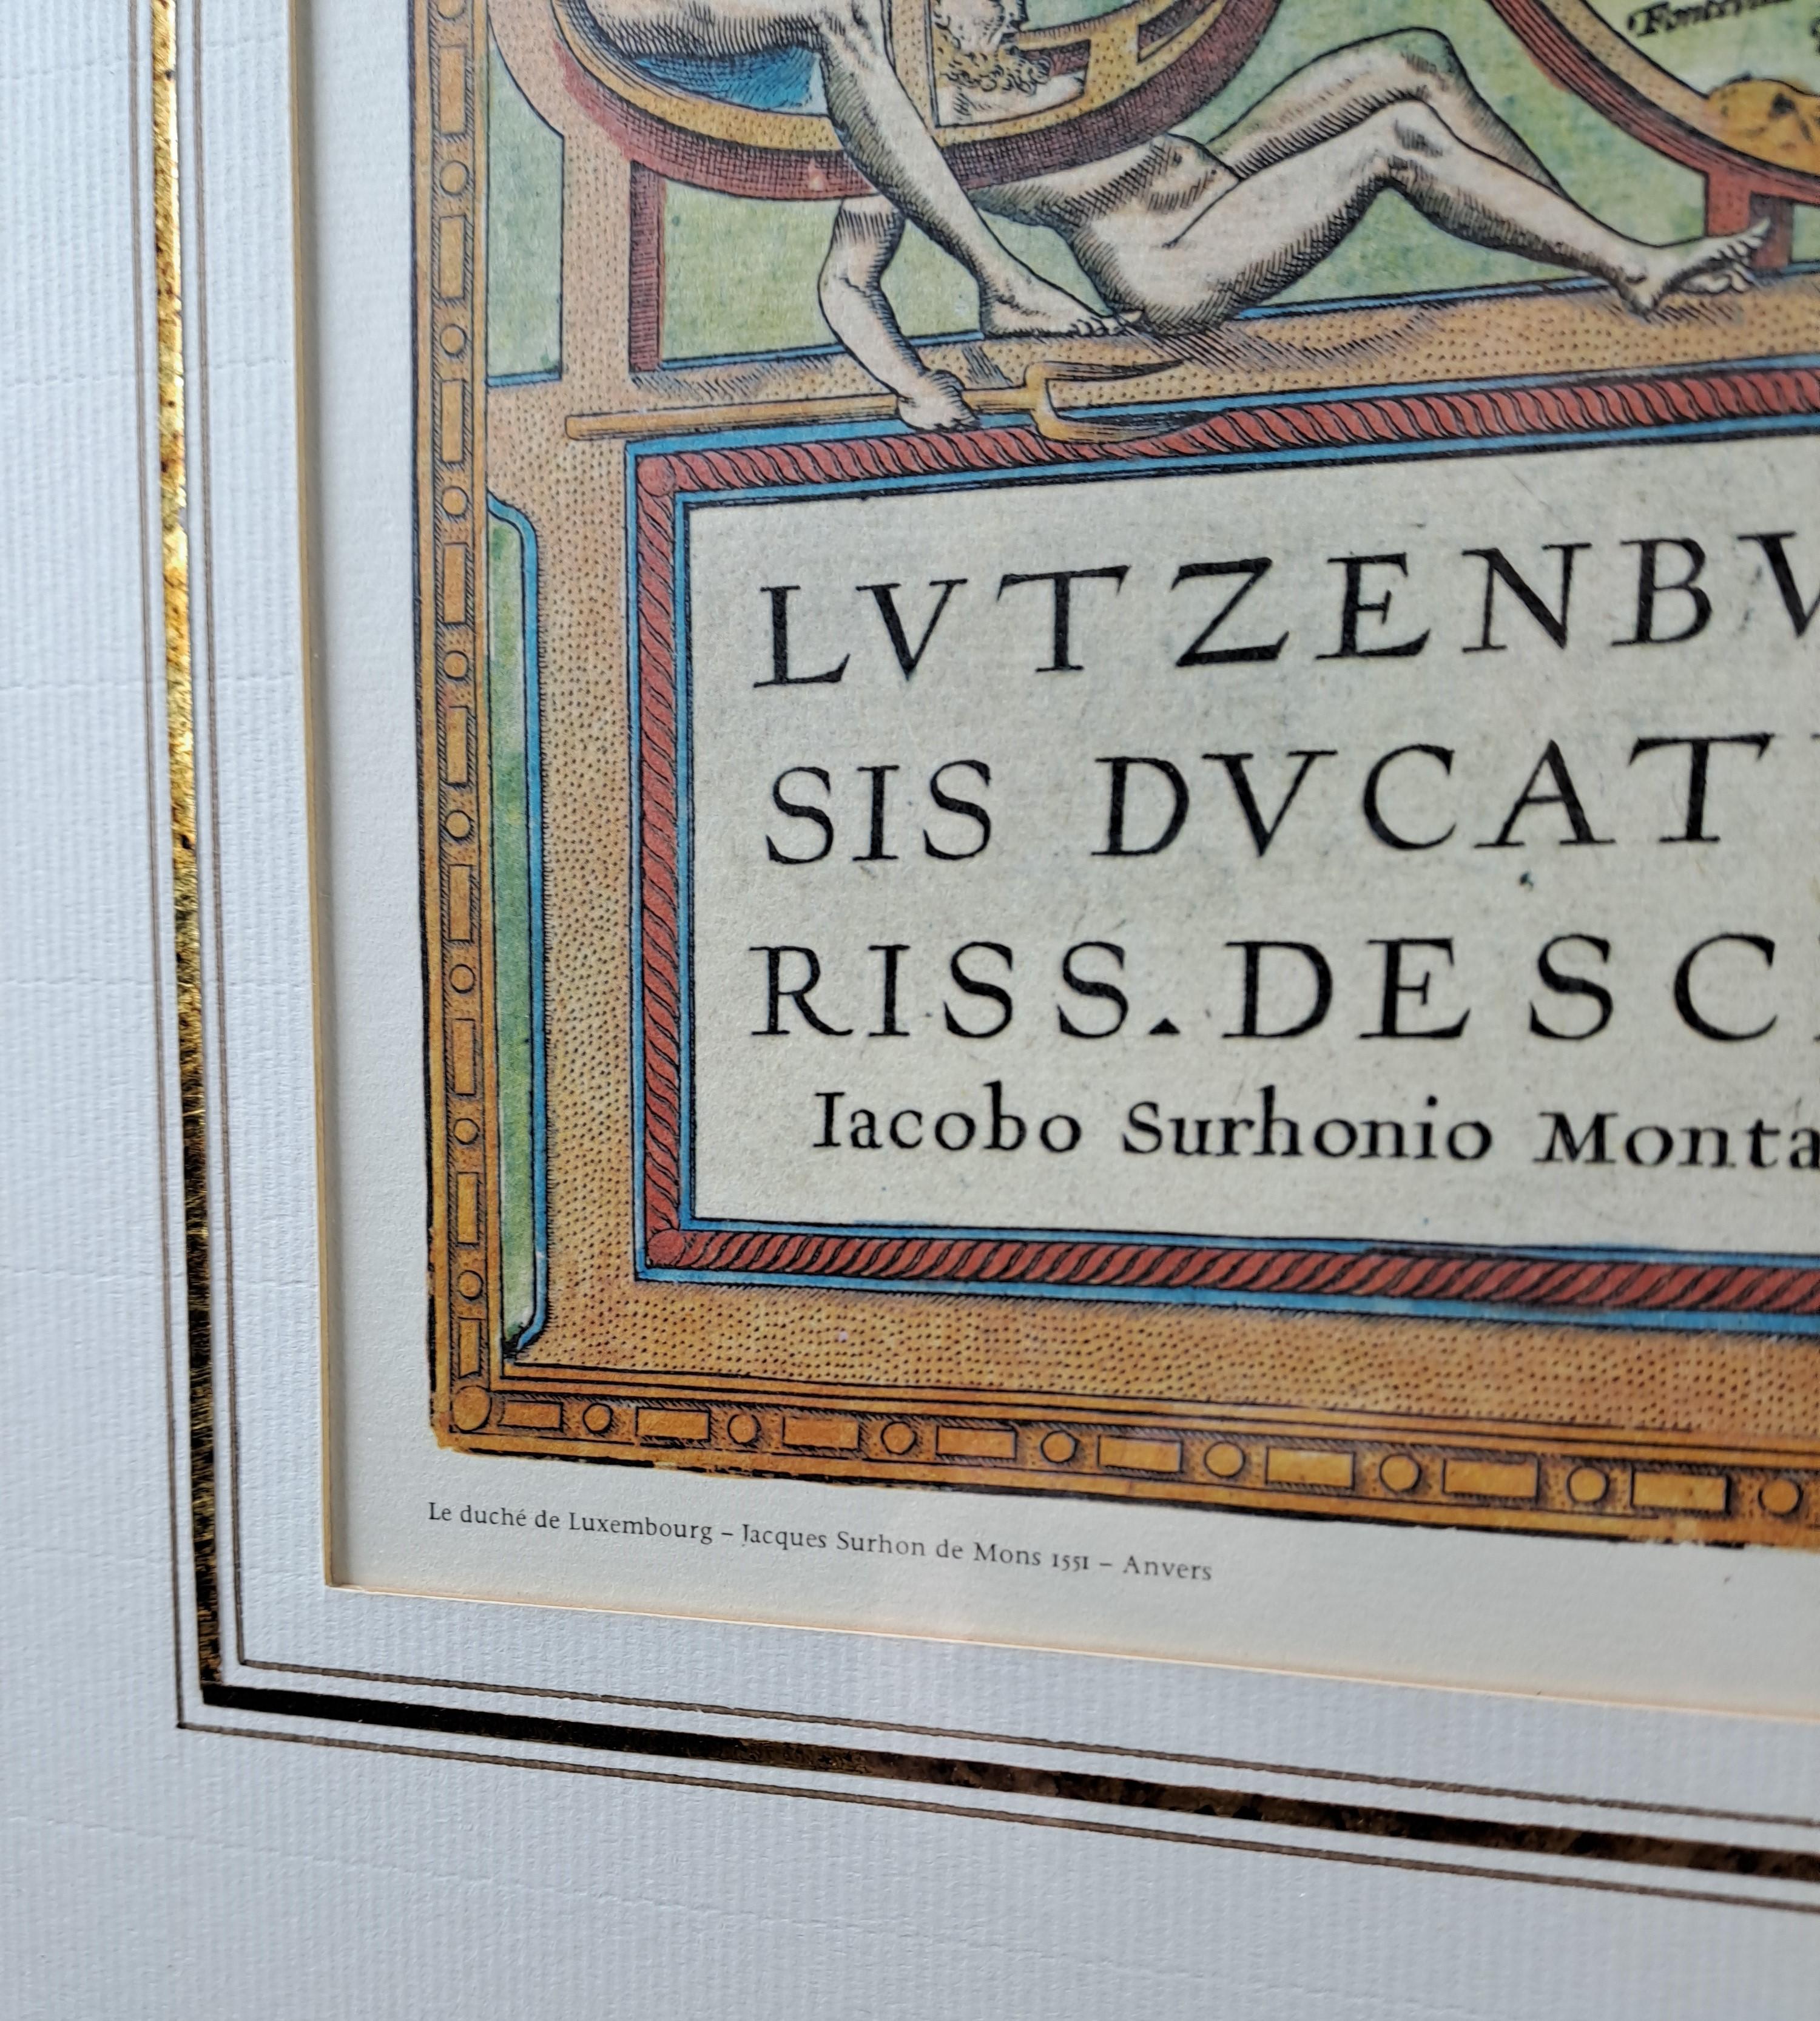 LVTZENBV
SIS DVCAT
RISS. DESC
Iacobo Surhonio Monta
Le duché de Luxembourg – Jacques Surhon de Mons 1551 – Anvers